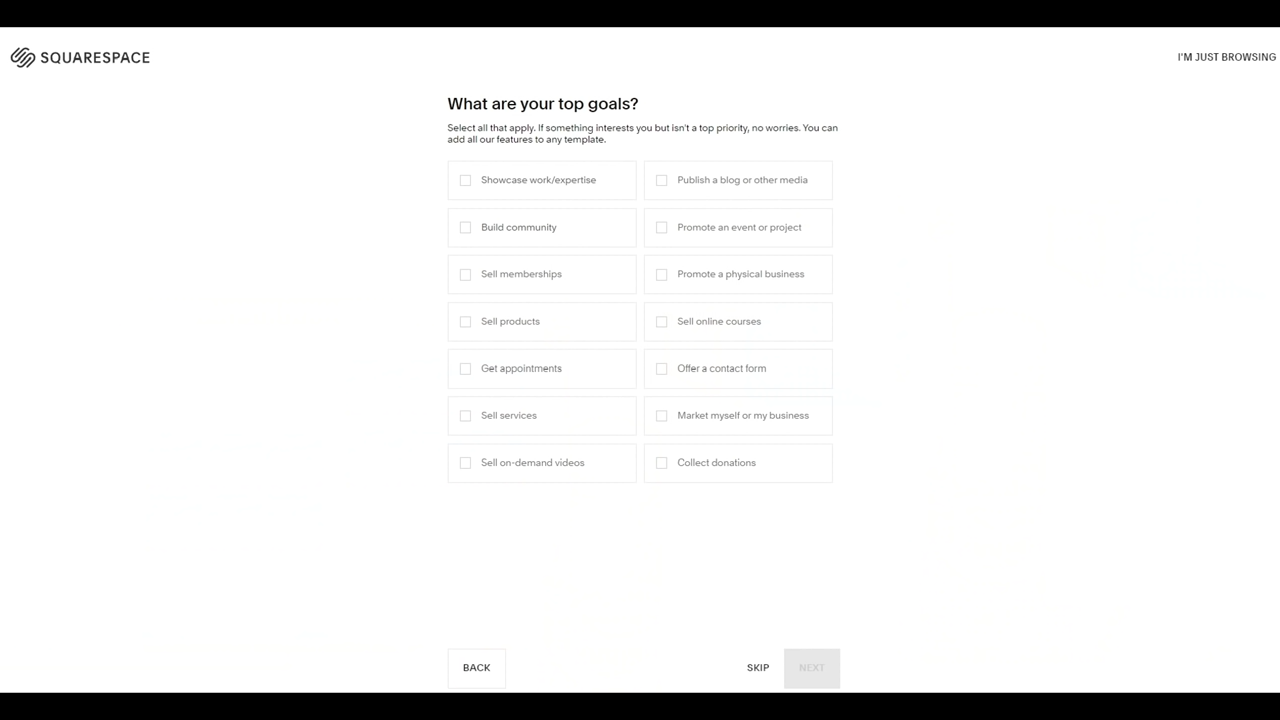 SQUARESPACE
I'M JUST BROWSING
What are your top goals?
Select all that apply. If something interests you but isn't a top priority, no worries. You can
add all our features to any template.
Showcase work/expertise
Publish a blog or other media
Build community
Promote an event or project
Sell memberships
Promote a physical business
Sell products
Sell online courses
Get appointments
Offer a contact form
Sell services
Market myself or my business
Sell on-demand videos
Collect donations
BACK
SKIP
NEXT